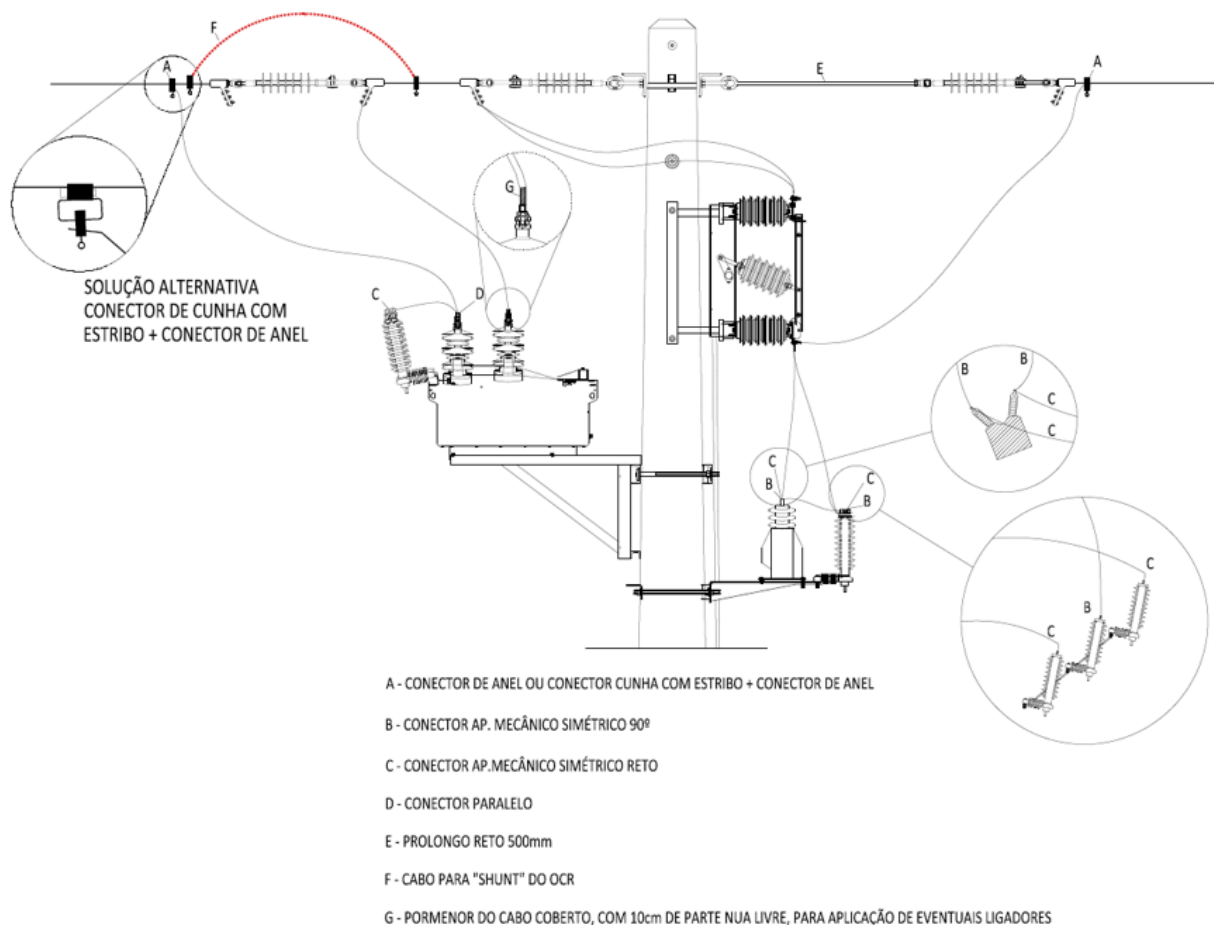 F
A
E
A
G
SOLUÇÃO ALTERNATIVA
CONECTOR DE CUNHA COM
ESTRIBO + CONECTOR DE ANEL
C
D
B
B
C
C
C
B
C
B
C
B
C
A - CONECTOR DE ANEL OU CONECTOR CUNHA COM ESTRIBO + CONECTOR DE ANEL
B - CONECTOR AP. MECÂNICO SIMÉTRICO 90º
C - CONECTOR AP.MECÂNICO SIMÉTRICO RETO
D - CONECTOR PARALELO
E - PROLONGO RETO 500mm
F - CABO PARA "SHUNT" DO OCR
G - PORMENOR DO CABO COBERTO, COM 10cm DE PARTE NUA LIVRE, PARA APLICAÇÃO DE EVENTUAIS LIGADORES